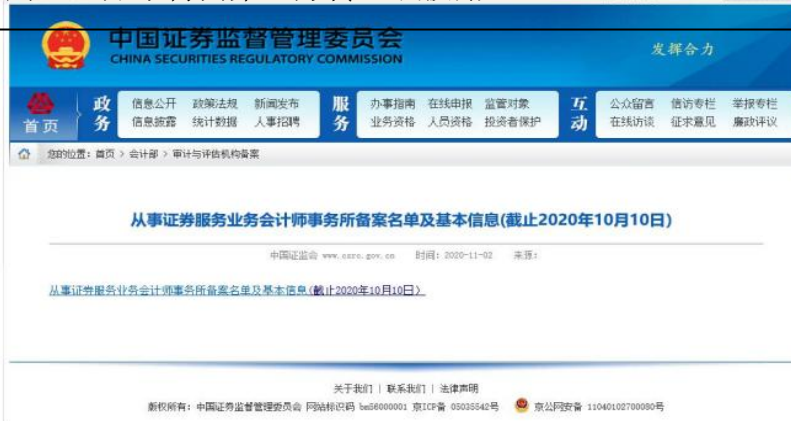 中国证券监督管理委员会
CHINA SECURITIES REGULATORY COMMISSION
发挥合力
首页
政务
信息公开 政策法规 新闻发布
信息披露 统计数据 人事招聘
服务
办事指南 在线申报 监管对象
业务资格 人员资格 投资者保护
互动
公众留言 信访专栏 举报专栏
在线访谈 征求意见 廉政评议
您的位置：首页 > 会计部 > 审计与评估机构备案
从事证券服务业务会计师事务所备案名单及基本信息(截止2020年10月10日)
中国证监会 www.csrc.gov.cn 时间：2020-11-02 来源：
从事证券服务业务会计师事务所备案名单及基本信息(截止2020年10月10日)
关于我们 | 联系我们 | 法律声明
版权所有：中国证券监督管理委员会 网站标识码 bm56000001 京ICP备 05035542号 京公网安备 11040102700080号